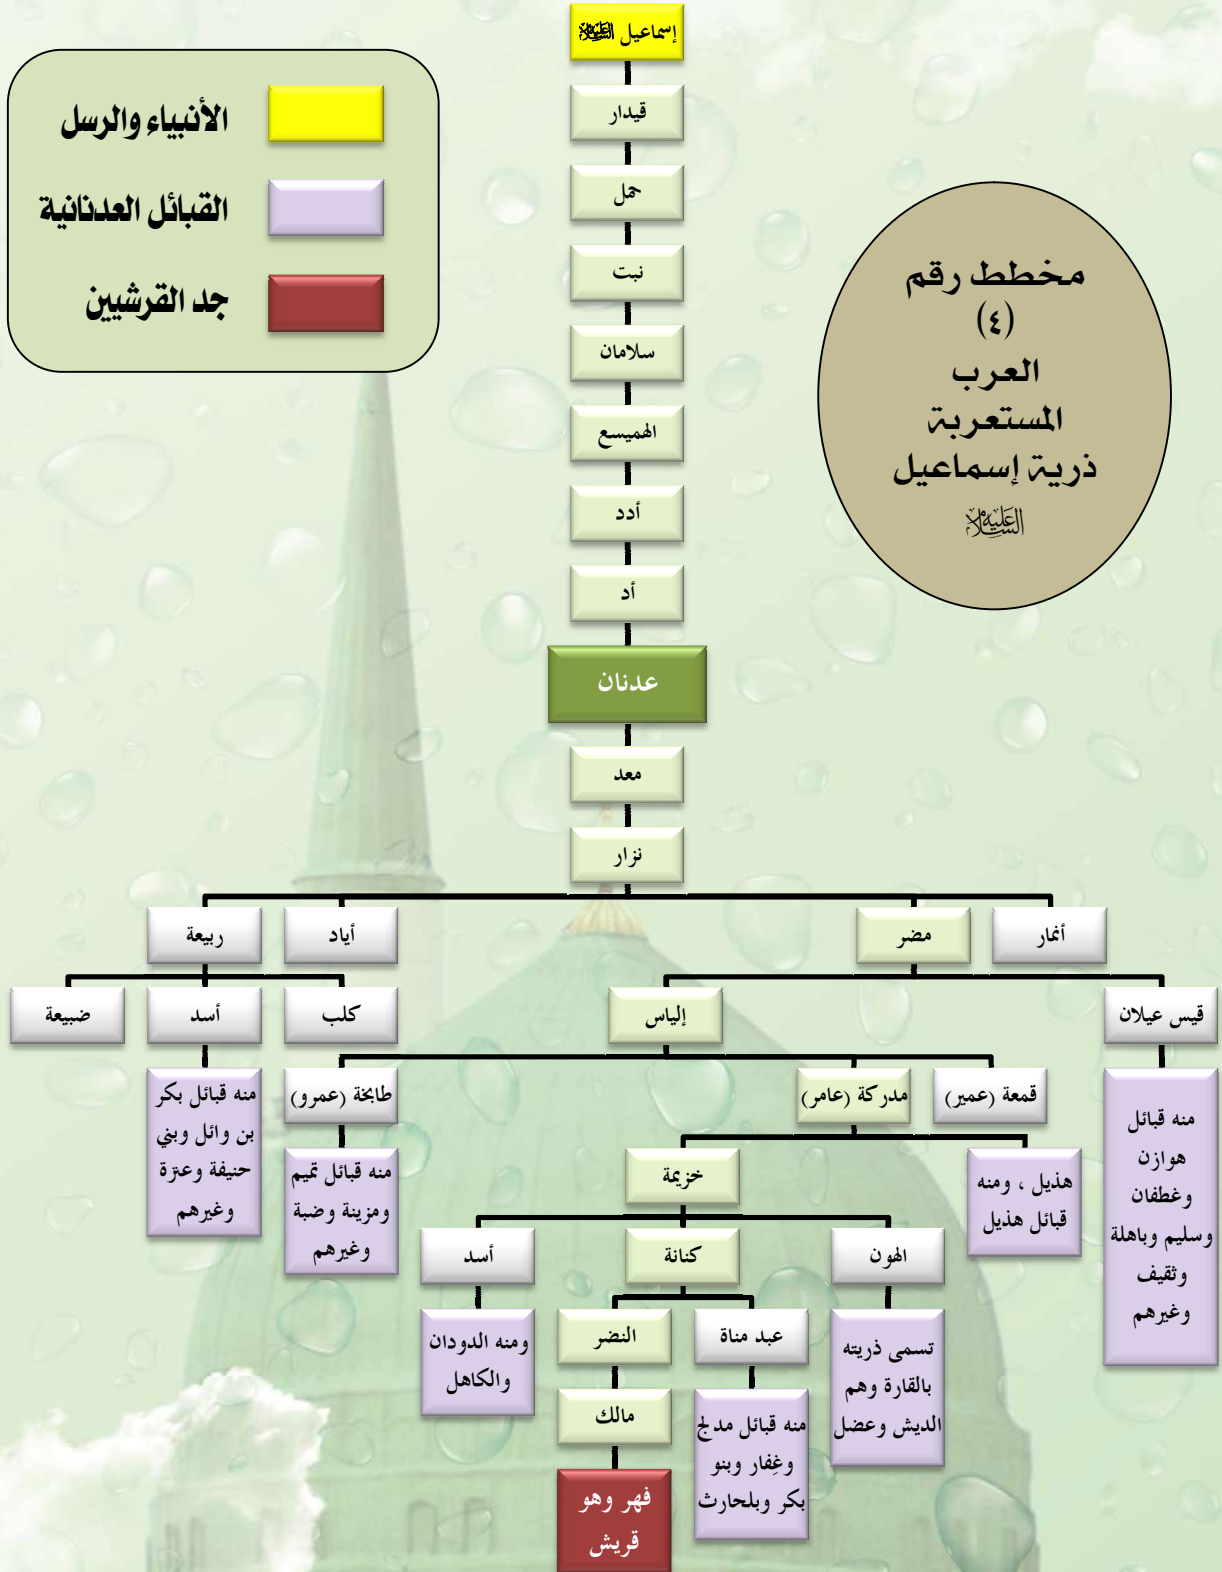 إسماعيل العليه السلام
قيدار
حمل
نبت
سلامان
الهميسع
أدد
أد
عدنان
معد
نزار
الأنبياء والرسل
القبائل العدنانية
جد القرشيين
مخطط رقم
(٤)
العرب
المستعربة
ذرية إسماعيل
العليه السلام
أنمار
مضر
أياد
ربيعة
قيس عيلان
إلياس
كلب
أسد
ضبيعة
منه قبائل
هوازن
وغطفان
وسليم وباهلة
وثقيف
وغيرهم
قمعة (عمير)
مدركة (عامر)
طابخة (عمرو)
منه قبائل بكر
بن وائل وبني
حنيفة وعنزة
وغيرهم
هذيل ، ومنه
قبائل هذيل
خزيمة
منه قبائل تميم
ومزينة وضبة
وغيرهم
الهون
كنانة
أسد
تسمى ذريته
بالقارة وهم
الديش وعضل
عبد مناة
النضر
ومنه الدودان
والكاهل
منه قبائل مدلج
وغِفار وبنو
بكر وبلحارث
مالك
فهر وهو
قريش